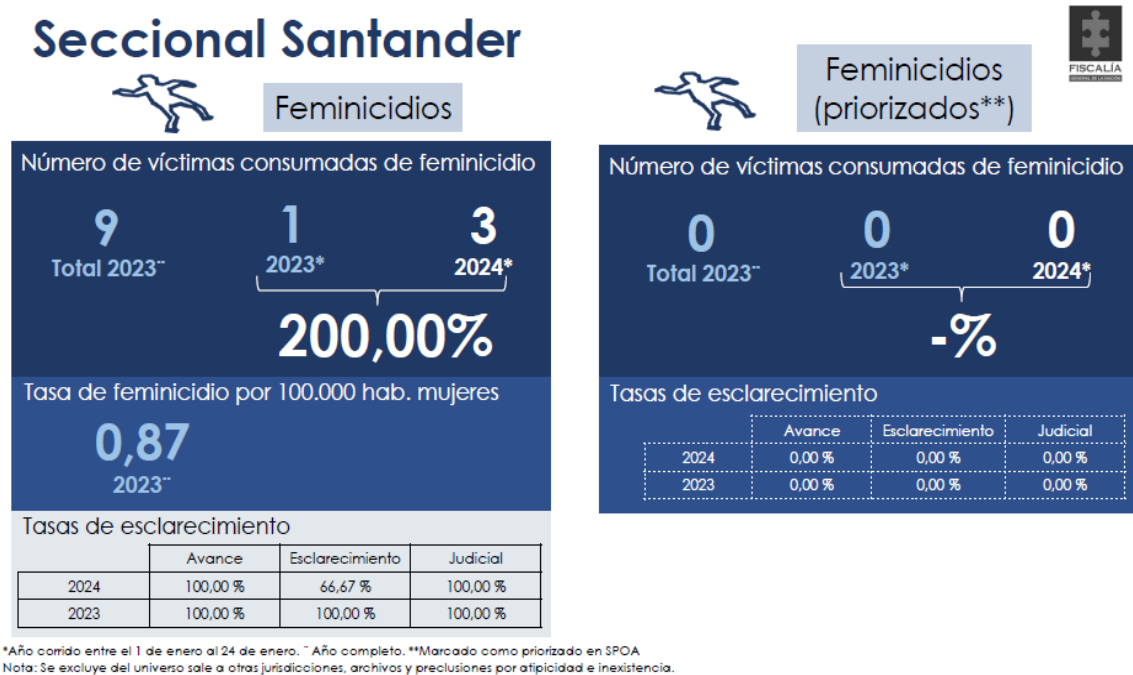 Seccional Santander
Feminicidios
Número de víctimas consumadas de feminicidio
9 1 3
Total 2023¨ 2023* 2024*
200,00%
Tasa de feminicidio por 100.000 hab. mujeres
0,87
2023¨
Tasas de esclarecimiento
Avance Esclarecimiento Judicial
2024 100,00 % 66,67 % 100,00 %
2023 100,00 % 100,00 % 100,00 %
Feminicidios
(priorizados**)
FISCALÍA
GENERAL DE LA NACIÓN
Número de víctimas consumadas de feminicidio
0 0 0
Total 2023¨ 2023* 2024*
-%
Tasas de esclarecimiento
Avance Esclarecimiento Judicial
2024 0,00 % 0,00 % 0,00 %
2023 0,00 % 0,00 % 0,00 %
*Año corrido entre el 1 de enero al 24 de enero. ¨ Año completo. **Marcado como priorizado en SPOA
Nota: Se excluye del universo sale a otras jurisdicciones, archivos y preclusiones por atipicidad e inexistencia.